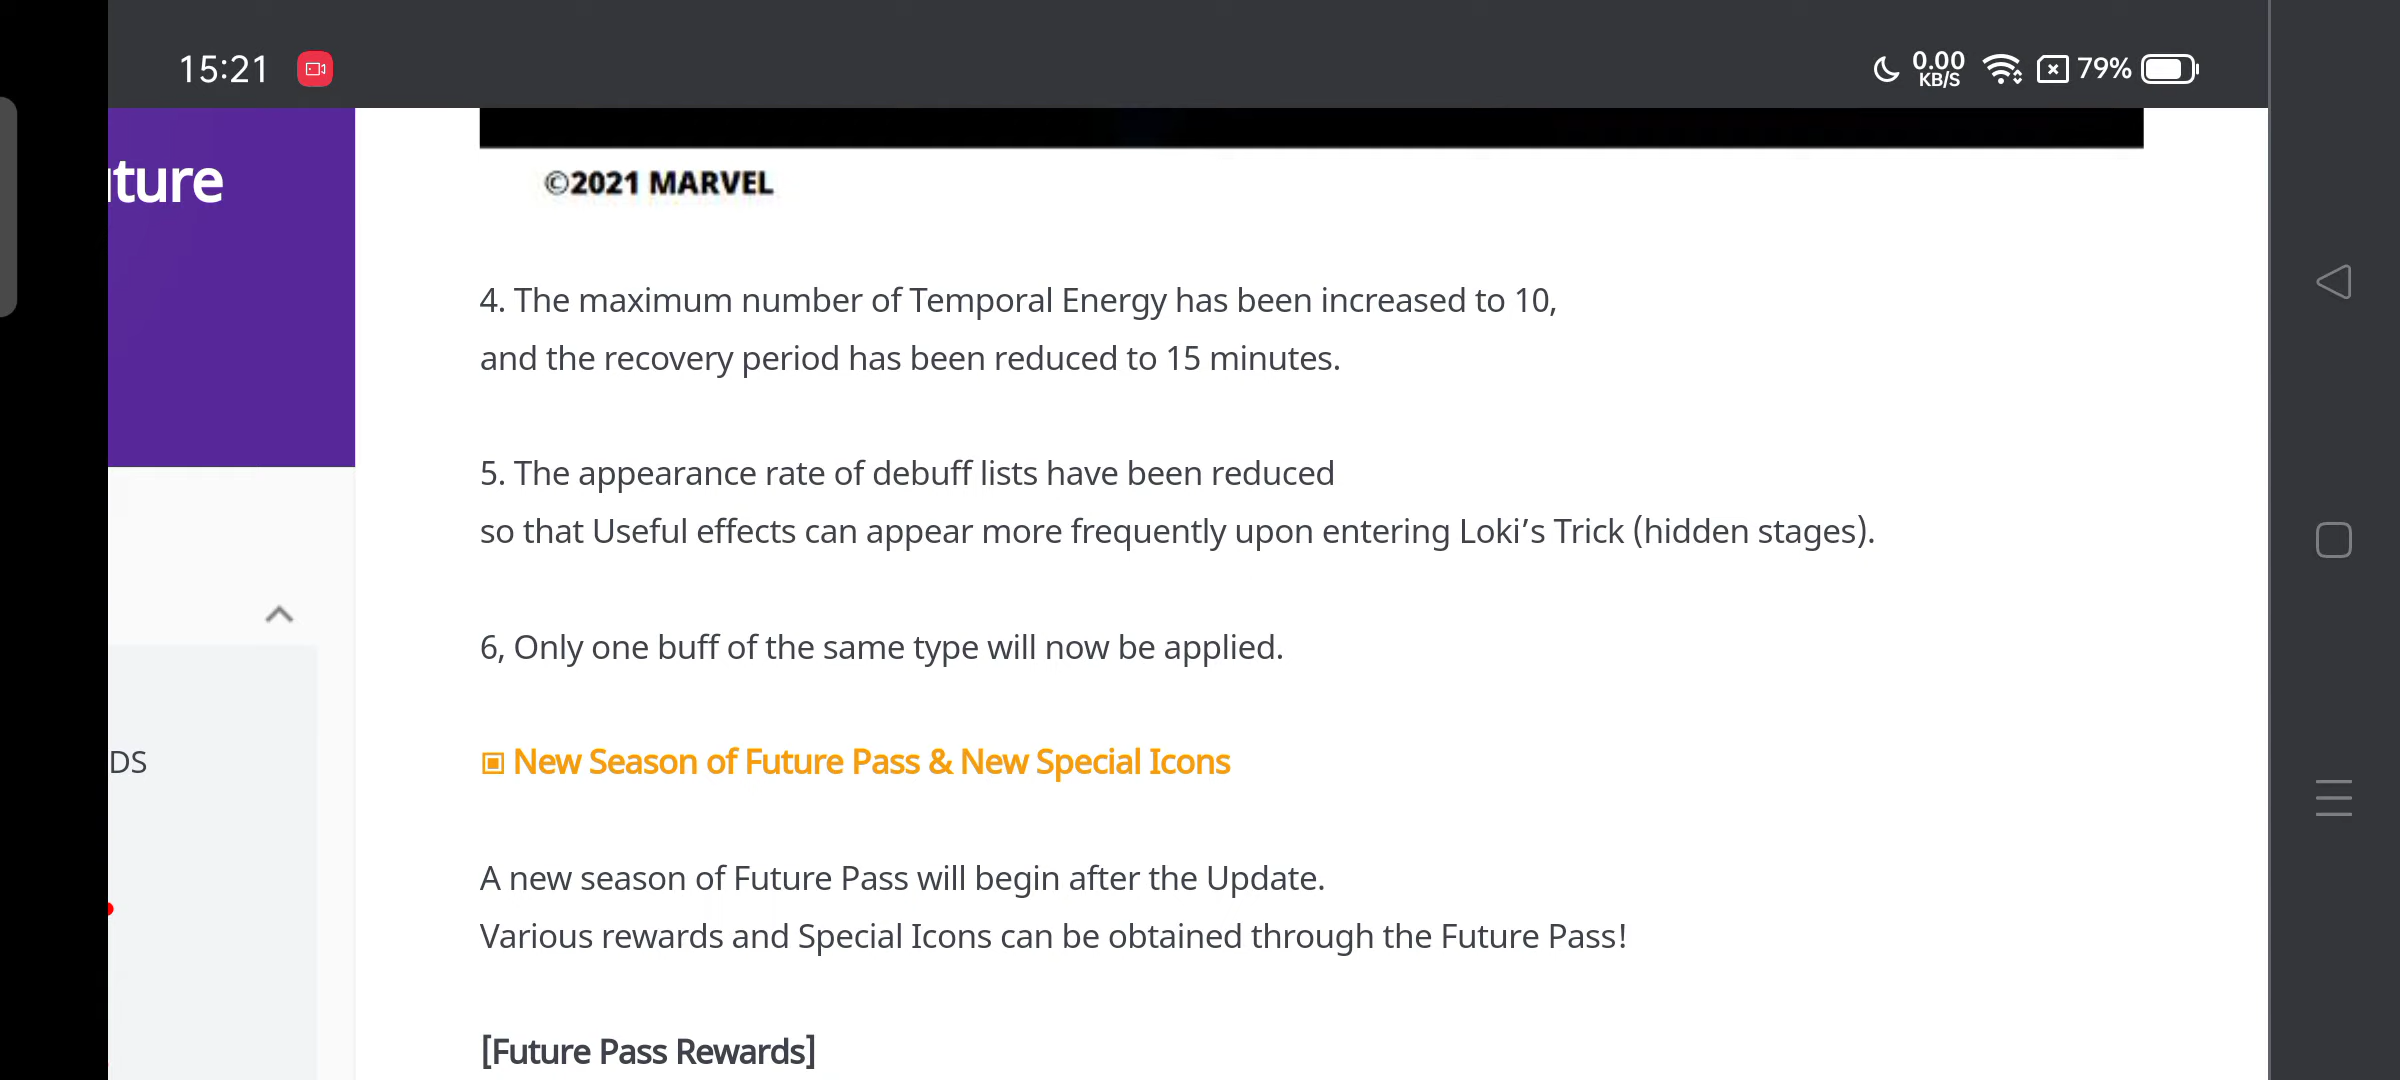 15:21
0.00
KB/S
79%
ture
©2021 MARVEL
4. The maximum number of Temporal Energy has been increased to 10,
and the recovery period has been reduced to 15 minutes.
5. The appearance rate of debuff lists have been reduced
so that Useful effects can appear more frequently upon entering Loki’s Trick (hidden stages).
6, Only one buff of the same type will now be applied.
DS
▣ New Season of Future Pass & New Special Icons
A new season of Future Pass will begin after the Update.
Various rewards and Special Icons can be obtained through the Future Pass!
[Future Pass Rewards]